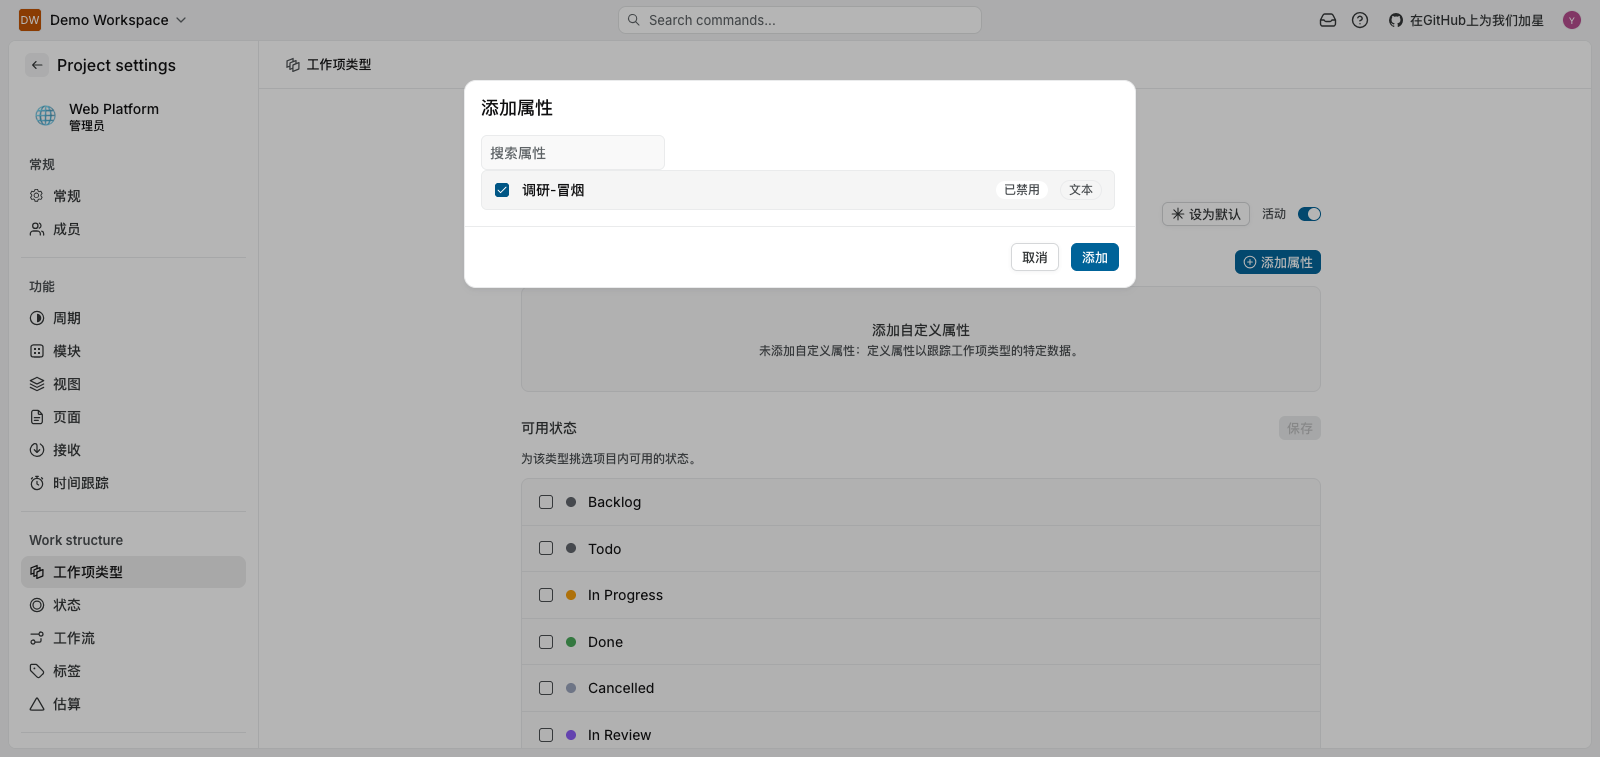 DW Demo Workspace
Search commands...
在GitHub上为我们加星
Y
Project settings
Web Platform
管理员
常规
常规
成员
功能
周期
模块
视图
页面
接收
时间跟踪
Work structure
工作项类型
状态
工作流
标签
估算
工作项类型
添加属性
搜索属性
调研-冒烟 已禁用 文本
取消 添加
设为默认 活动
添加属性
添加自定义属性
未添加自定义属性：定义属性以跟踪工作项类型的特定数据。
可用状态 保存
为该类型挑选项目内可用的状态。
Backlog
Todo
In Progress
Done
Cancelled
In Review